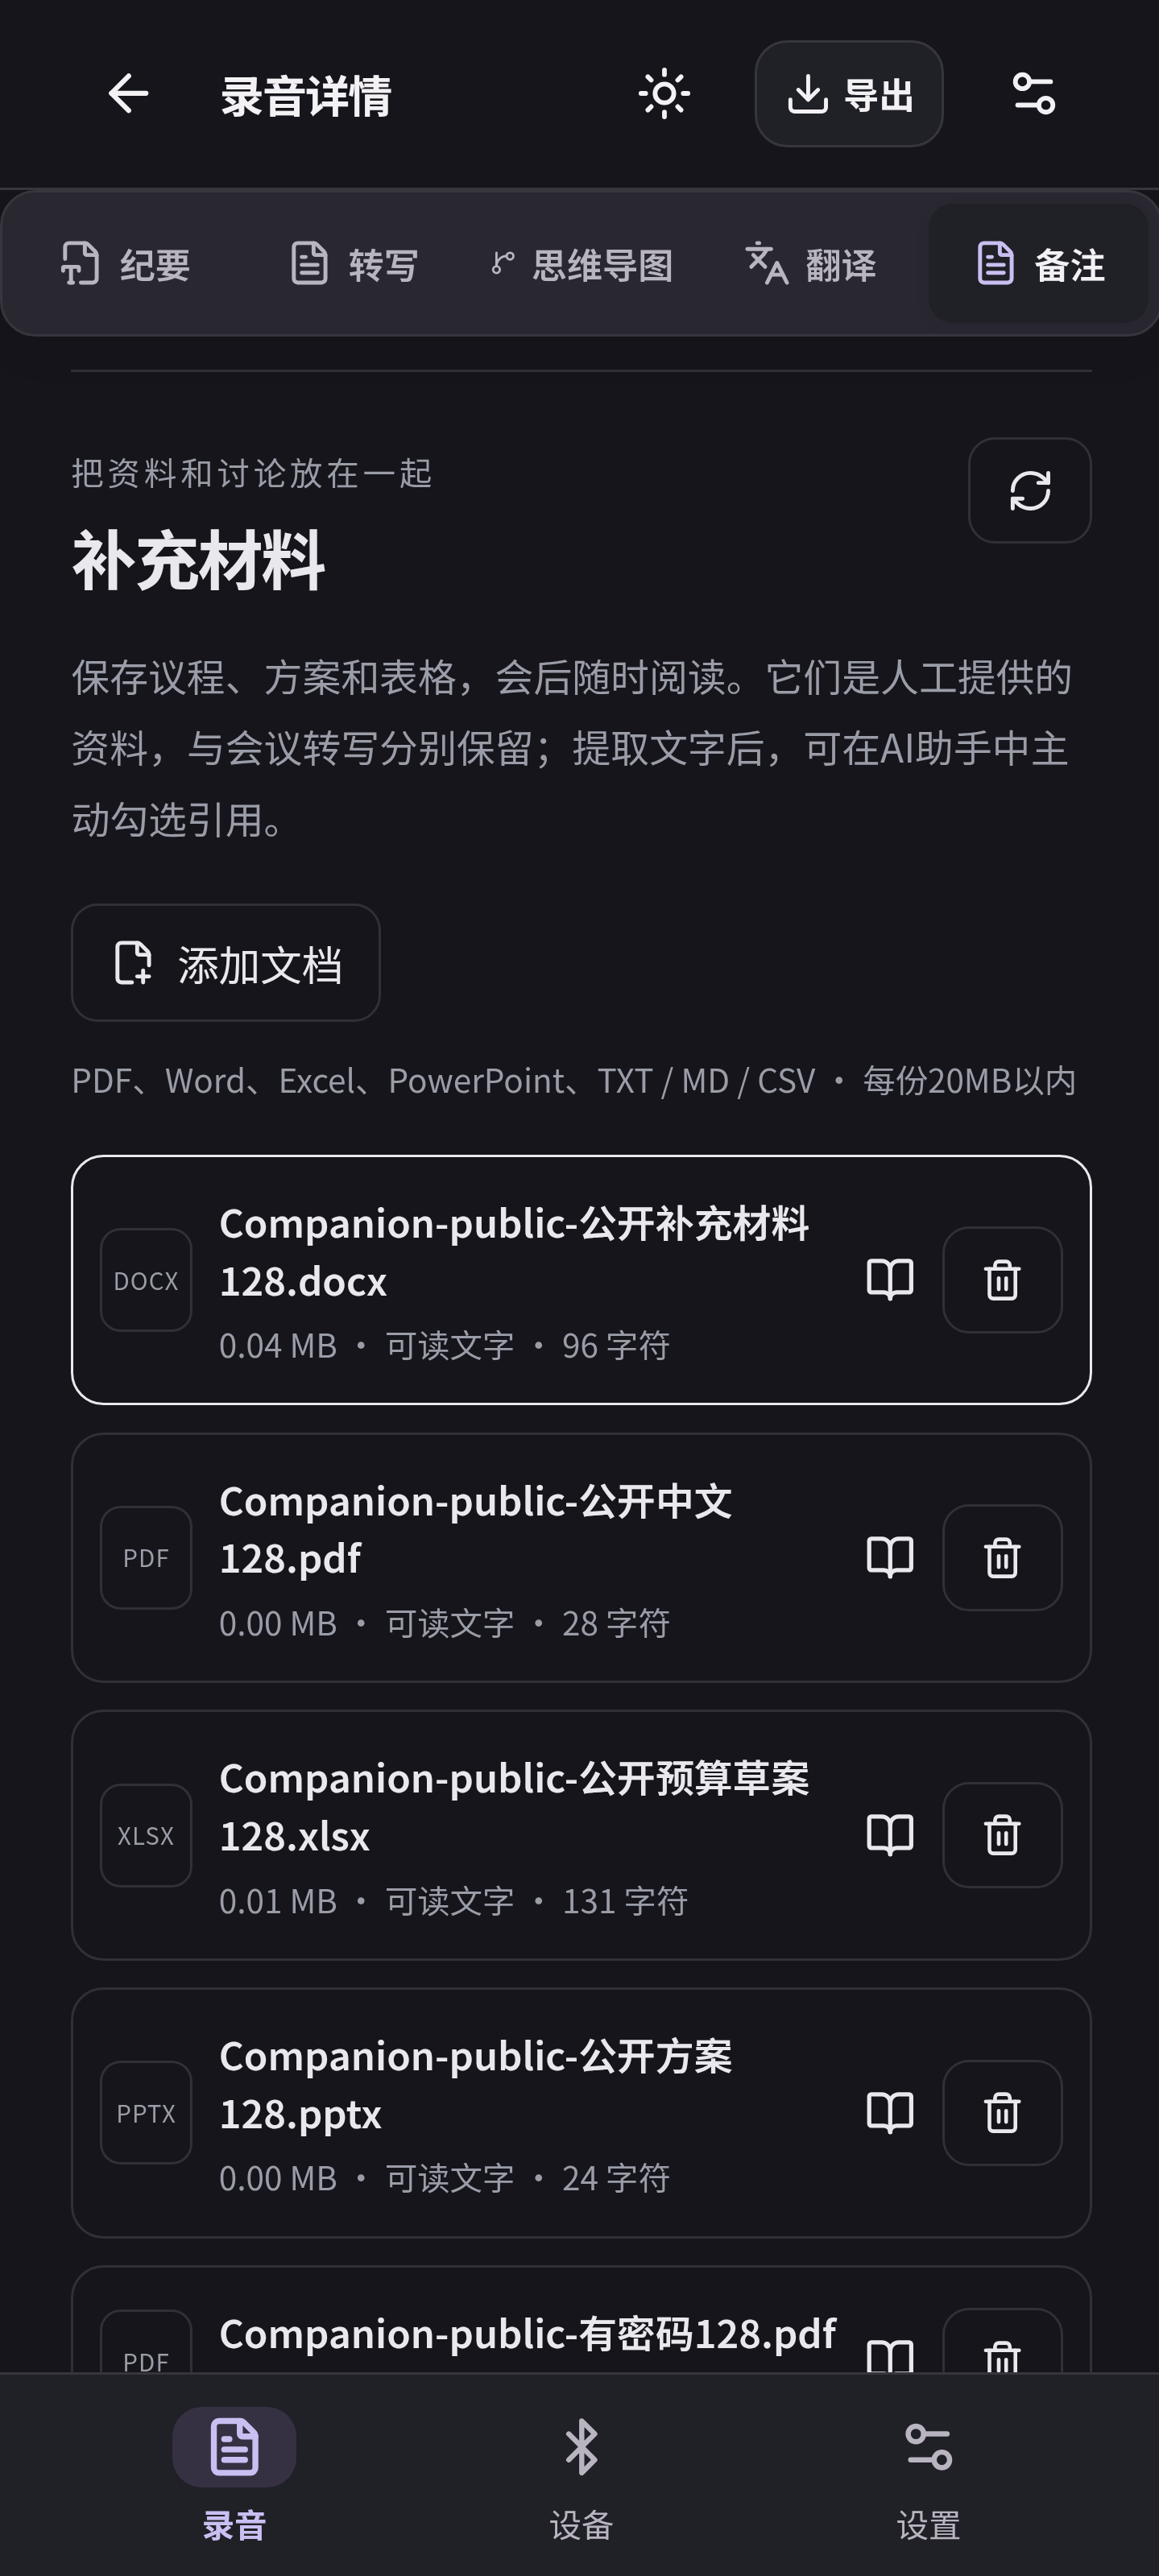 录音详情
导出
纪要
转写
思维导图
翻译
备注
把资料和讨论放在一起
补充材料
保存议程、方案和表格，会后随时阅读。它们是人工提供的
资料，与会议转写分别保留；提取文字后，可在AI助手中主
动勾选引用。
添加文档
PDF、Word、Excel、PowerPoint、TXT / MD / CSV · 每份20MB以内
DOCX
Companion-public-公开补充材料
128.docx
0.04 MB · 可读文字 · 96 字符
PDF
Companion-public-公开中文
128.pdf
0.00 MB · 可读文字 · 28 字符
XLSX
Companion-public-公开预算草案
128.xlsx
0.01 MB · 可读文字 · 131 字符
PPTX
Companion-public-公开方案
128.pptx
0.00 MB · 可读文字 · 24 字符
PDF
Companion-public-有密码128.pdf
录音
设备
设置